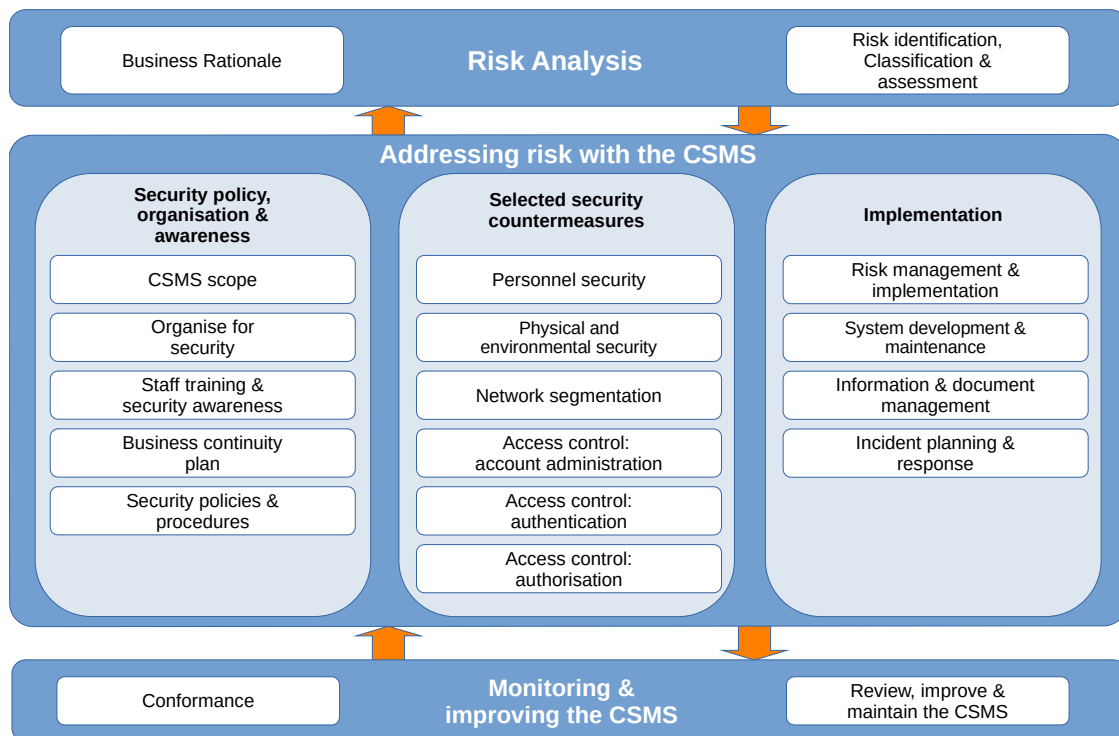 Business Rationale
Risk Analysis
Risk identification,
Classification &
assessment
Addressing risk with the CSMS
Security policy,
organisation &
awareness
CSMS scope
Organise for
security
Staff training &
security awareness
Business continuity
plan
Security policies &
procedures
Selected security
countermeasures
Personnel security
Physical and
environmental security
Network segmentation
Access control:
account administration
Access control:
authentication
Access control:
authorisation
Implementation
Risk management &
implementation
System development &
maintenance
Information & document
management
Incident planning &
response
Conformance
Monitoring &
improving the CSMS
Review, improve &
maintain the CSMS